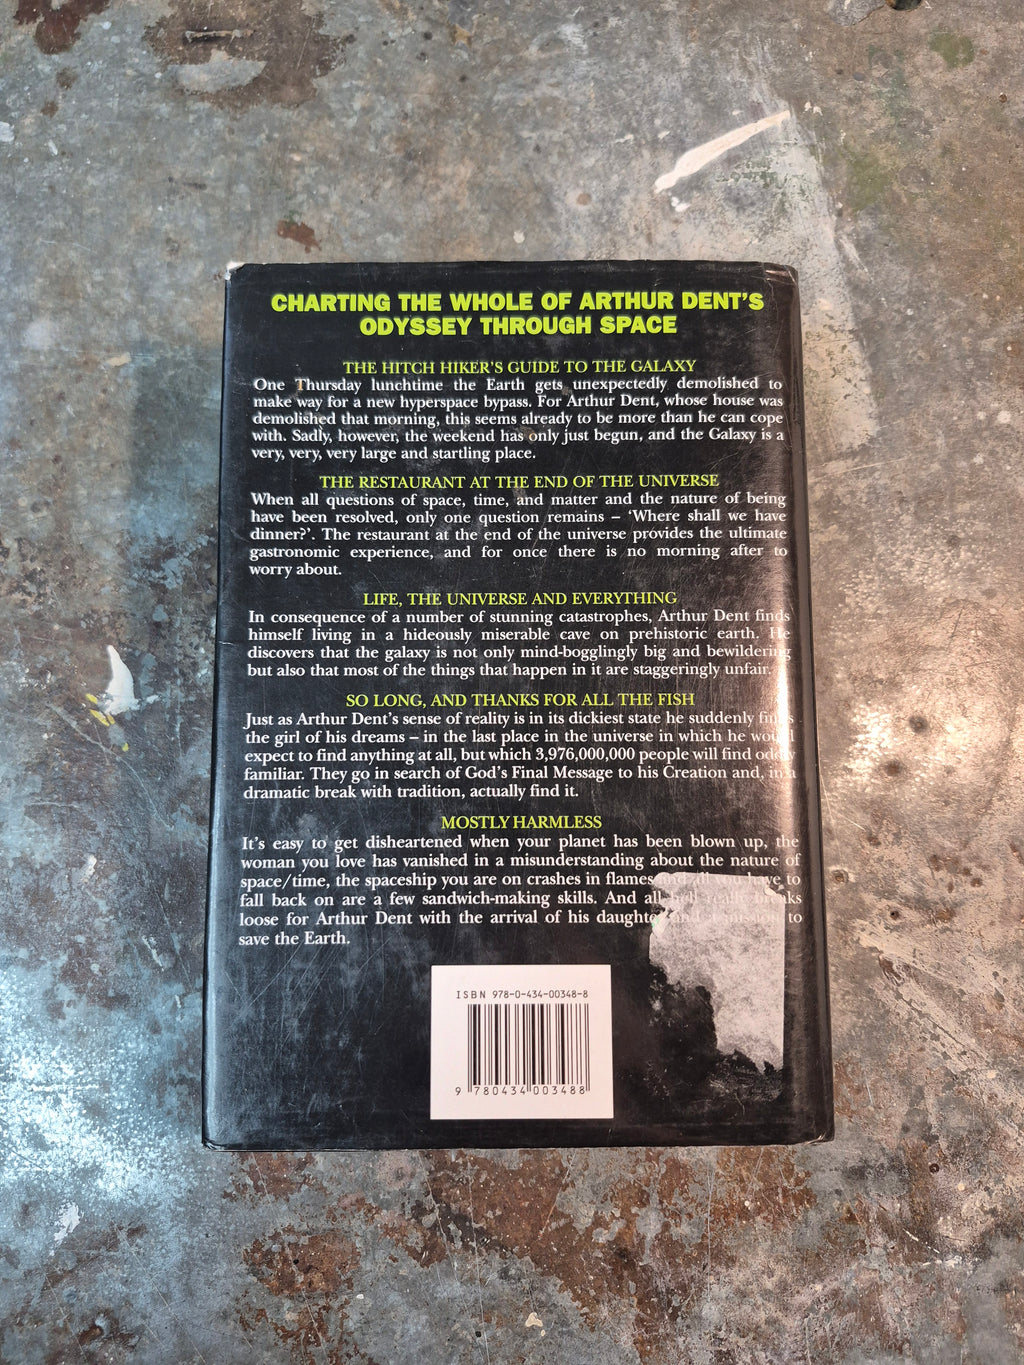 CHARTING THE WHOLE OF ARTHUR DENT'S
ODYSSEY THROUGH SPACE
THE HITCH HIKER'S GUIDE TO THE GALAXY
One Thursday lunchtime the Earth gets unexpectedly demolished to
make way for a new hyperspace bypass. For Arthur Dent, whose house was
demolished that morning, this seems already to be more than he can cope
with. Sadly, however, the weekend has only just begun, and the Galaxy is a
very, very, very large and startling place.
THE RESTAURANT AT THE END OF THE UNIVERSE
When all questions of space, time, and matter and the nature of being
have been resolved, only one question remains – 'Where shall we have
dinner?'. The restaurant at the end of the universe provides the ultimate
gastronomic experience, and for once there is no morning after to
worry about.
LIFE, THE UNIVERSE AND EVERYTHING
In consequence of a number of stunning catastrophes, Arthur Dent finds
himself living in a hideously miserable cave on prehistoric earth. He
discovers that the galaxy is not only mind-bogglingly big and bewildering
but also that most of the things that happen in it are staggeringly unfair.
SO LONG, AND THANKS FOR ALL THE FISH
Just as Arthur Dent's sense of reality is in its dickiest state he suddenly finds
the girl of his dreams – in the last place in the universe in which he would
expect to find anything at all, but which 3,976,000,000 people will find oddly
familiar. They go in search of God's Final Message to his Creation and, in a
dramatic break with tradition, actually find it.
MOSTLY HARMLESS
It's easy to get disheartened when your planet has been blown up, the
woman you love has vanished in a misunderstanding about the nature of
space/time, the spaceship you are on crashes in flames and all you have to
fall back on are a few sandwich-making skills. And all hell really breaks
loose for Arthur Dent with the arrival of his daughter and to
save the Earth.
ISBN 978-0-434-00348-8
9 780434 003488